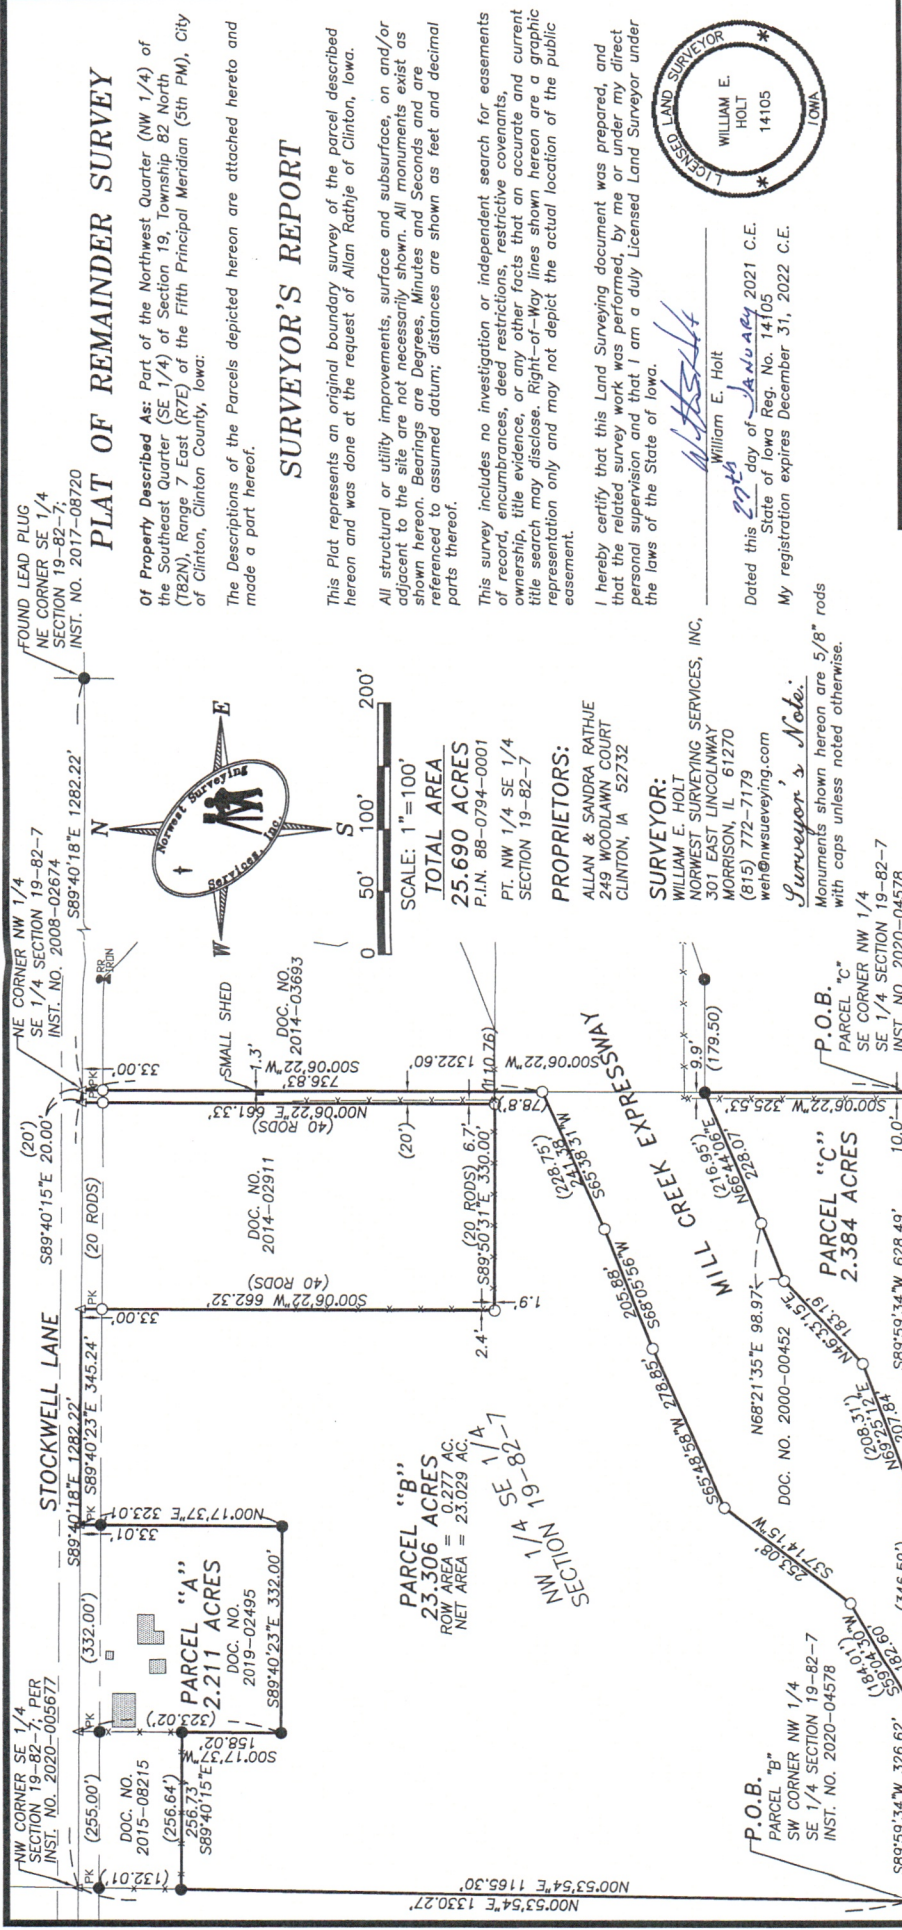 FOUND LEAD PLUG
NE CORNER SE 1/4
SECTION 19-82-7;
INST. NO. 2017-08720
PLAT OF REMAINDER SURVEY
Of Property Described As: Part of the Northwest Quarter (NW 1/4) of
the Southeast Quarter (SE 1/4) of Section 19, Township 82 North
(T82N), Range 7 East (R7E) of the Fifth Principal Meridian (5th PM), City
of Clinton, Clinton County, Iowa:
The Descriptions of the Parcels depicted hereon are attached hereto and
made a part hereof.
SURVEYOR'S REPORT
This Plat represents an original boundary survey of the parcel described
hereon and was done at the request of Allan Rathje of Clinton, Iowa.
All structural or utility improvements, surface and subsurface, on and/or
adjacent to the site are not necessarily shown. All monuments exist as
shown hereon. Bearings are Degrees, Minutes and Seconds and are
referenced to assumed datum; distances are shown as feet and decimal
parts thereof.
This survey includes no investigation or independent search for easements
of record, encumbrances, deed restrictions, restrictive covenants,
ownership, title evidence, or any other facts that an accurate and current
title search may disclose. Right-of-Way lines shown hereon are a graphic
representation only and may not depict the actual location of the public
easement.
I hereby certify that this Land Surveying document was prepared, and
that the related survey work was performed, by me or under my direct
personal supervision and that I am a duly Licensed Land Surveyor under
the laws of the State of Iowa.
William E. Holt
Dated this 27th day of JANUARY 2021 C.E.
State of Iowa Reg. No. 14105
My registration expires December 31, 2022 C.E.
LICENSED LAND SURVEYOR
WILLIAM E.
HOLT
14105
* *
IOWA
N
E
S
W
Norwest Surveying
Services, Inc.
0 50' 100' 200'
SCALE: 1"=100'
TOTAL AREA
25.690 ACRES
P.I.N. 88-0794-0001
PT. NW 1/4 SE 1/4
SECTION 19-82-7
PROPRIETORS:
ALLAN & SANDRA RATHJE
249 WOODLAWN COURT
CLINTON, IA 52732
SURVEYOR:
WILLIAM E. HOLT
NORWEST SURVEYING SERVICES, INC,
301 EAST LINCOLNWAY
MORRISON, IL 61270
(815) 772-7179
weh@nwsueveying.com
Surveyor's Note:
Monuments shown hereon are 5/8" rods
with caps unless noted otherwise.
NE CORNER NW 1/4
SE 1/4 SECTION 19-82-7
INST. NO. 2008-02674
S89°40'18"E 1282.22'
RR
IRON
NW CORNER SE 1/4
SECTION 19-82-7; PER
INST. NO. 2020-005677
STOCKWELL LANE
S89°40'18"E 1282.22'
S89°40'15"E 20.00'
(20')
(255.00')
PK
(332.00')
PK
S89°40'23"E 345.24'
PK
(20 RODS)
PK
33.00'
33.01'
33.00'
DOC. NO.
2015-08215
(132.01')
(256.64')
256.73'
S89°40'15"E
PARCEL "A"
2.211 ACRES
DOC. NO.
2019-02495
(323.02')
158.02'
S00°17'37"W
S89°40'23"E 332.00'
N00°17'37"E 323.01'
S00°06'22"W 662.32'
(40 RODS)
DOC. NO.
2014-02911
N00°06'22"E 661.33'
(40 RODS)
(20')
SMALL SHED
1.3'
DOC. NO.
2014-03693
736.83'
S00°06'22"W
1322.60'
S00°06'22"W
(110.76)
(78.8')
2.4'
1.9'
(20 RODS) 6.7'
S89°50'31"E 330.00'
PARCEL "B"
23.306 ACRES
ROW AREA = 0.277 AC.
NET AREA = 23.029 AC.
NW 1/4 SE 1/4
SECTION 19-82-7
MILL CREEK EXPRESSWAY
(228.75')
241.38'
S65°38'31"W
205.88'
S68°05'56"W
S65°48'58"W 278.85'
S37°14'15"W
253.08'
(184.01')
S59°04'30"W
182.60'
DOC. NO. 2000-00452
N68°21'35"E 98.97'
(216.95')
N66°44'06"E
228.07'
N46°33'15"E
183.19
(208.31')
N69°25'12"E
207.84'
9.9'
(179.50)
S00°06'22"W 325.53'
PARCEL "C"
2.384 ACRES
10.0'
S89°59'34"W 628.49'
P.O.B.
PARCEL "C"
SE CORNER NW 1/4
SE 1/4 SECTION 19-82-7
INST. NO. 2020-04578
P.O.B.
PARCEL "B"
SW CORNER NW 1/4
SE 1/4 SECTION 19-82-7
INST. NO. 2020-04578
N00°53'54"E 1165.30'
N00°53'54"E 1330.27'
S89°59'34"W 326.62'